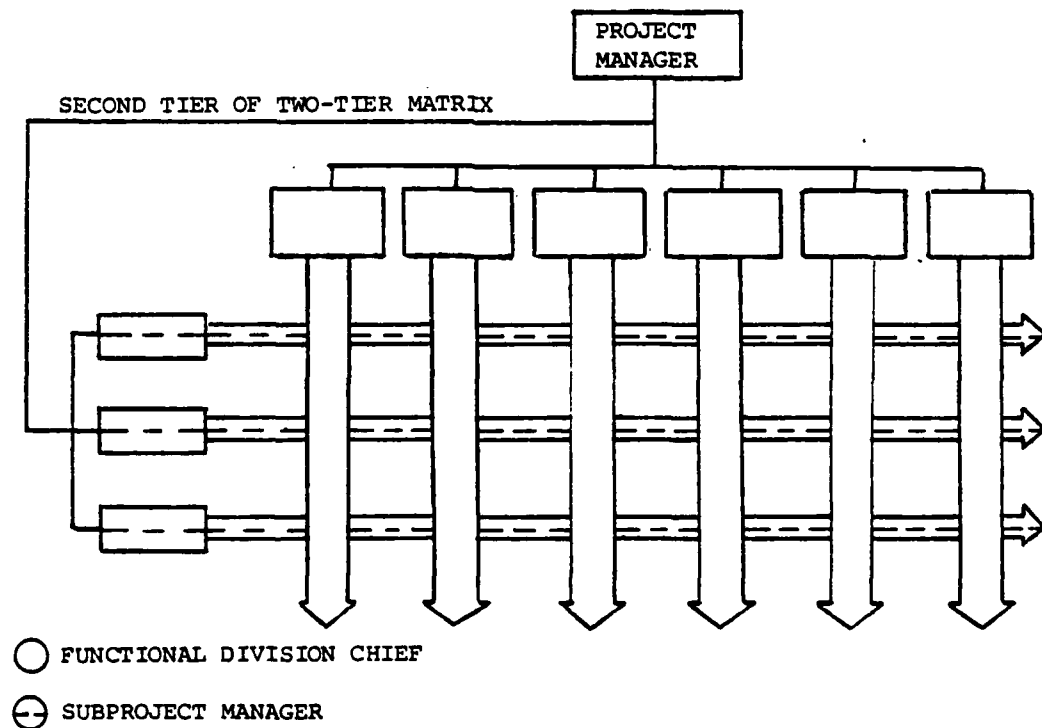 PROJECT
MANAGER
SECOND TIER OF TWO-TIER MATRIX
FUNCTIONAL DIVISION CHIEF
SUBPROJECT MANAGER